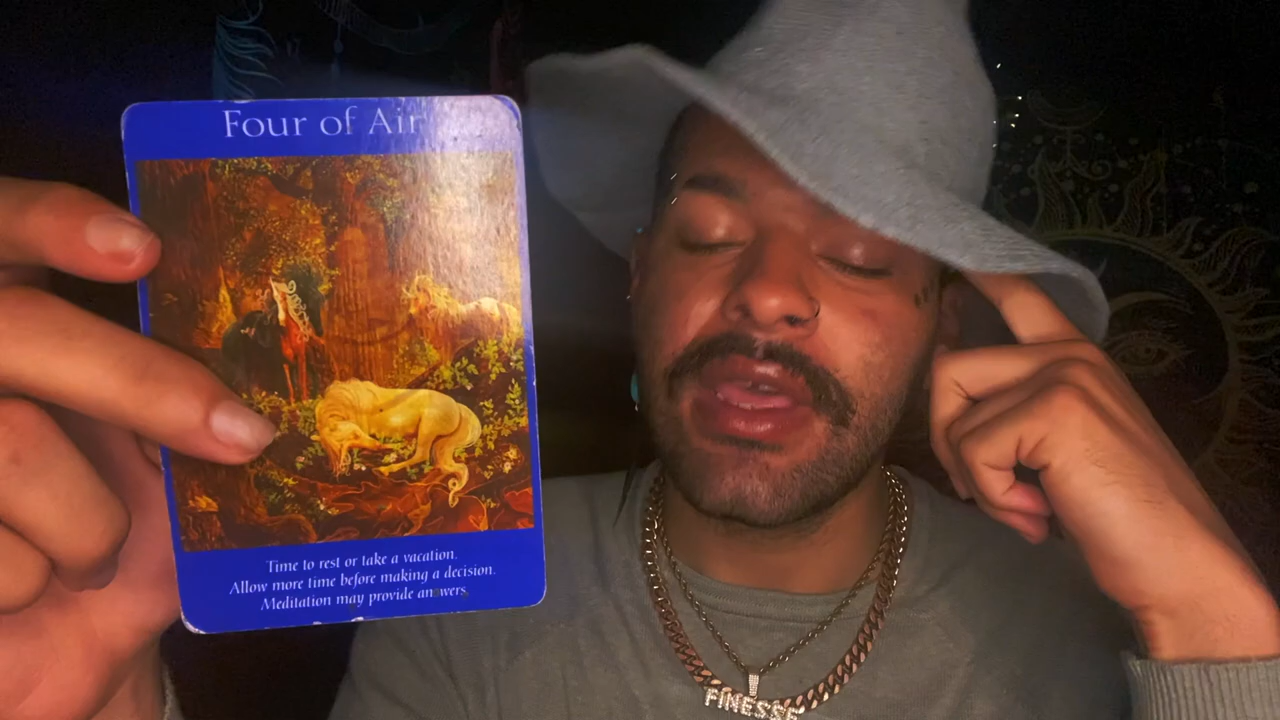 Four of Air
Time to rest or take a vacation.
Allow more time before making a decision.
Meditation may provide answers.
FINESSE